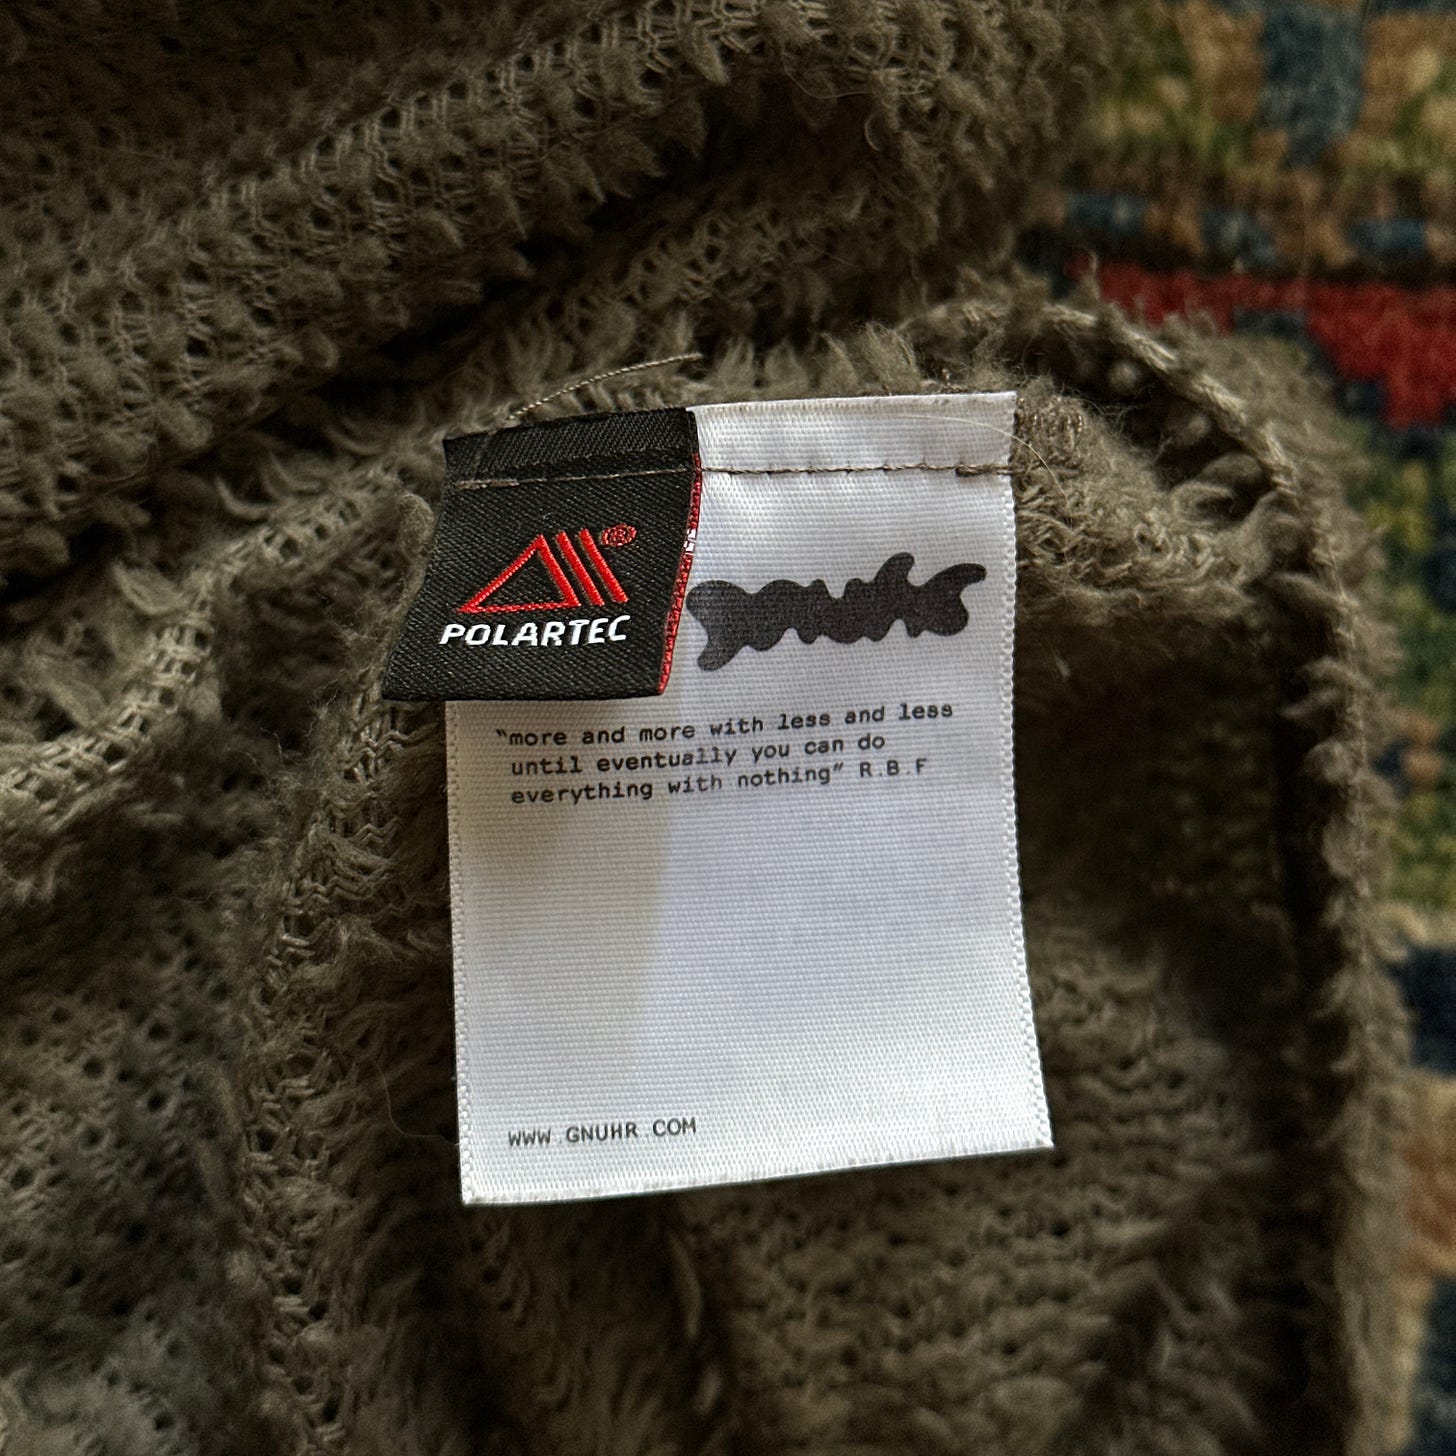 POLARTEC
"more and more with less and less
until eventually you can do
everything with nothing" R.B.F
WWW GNUHR.COM